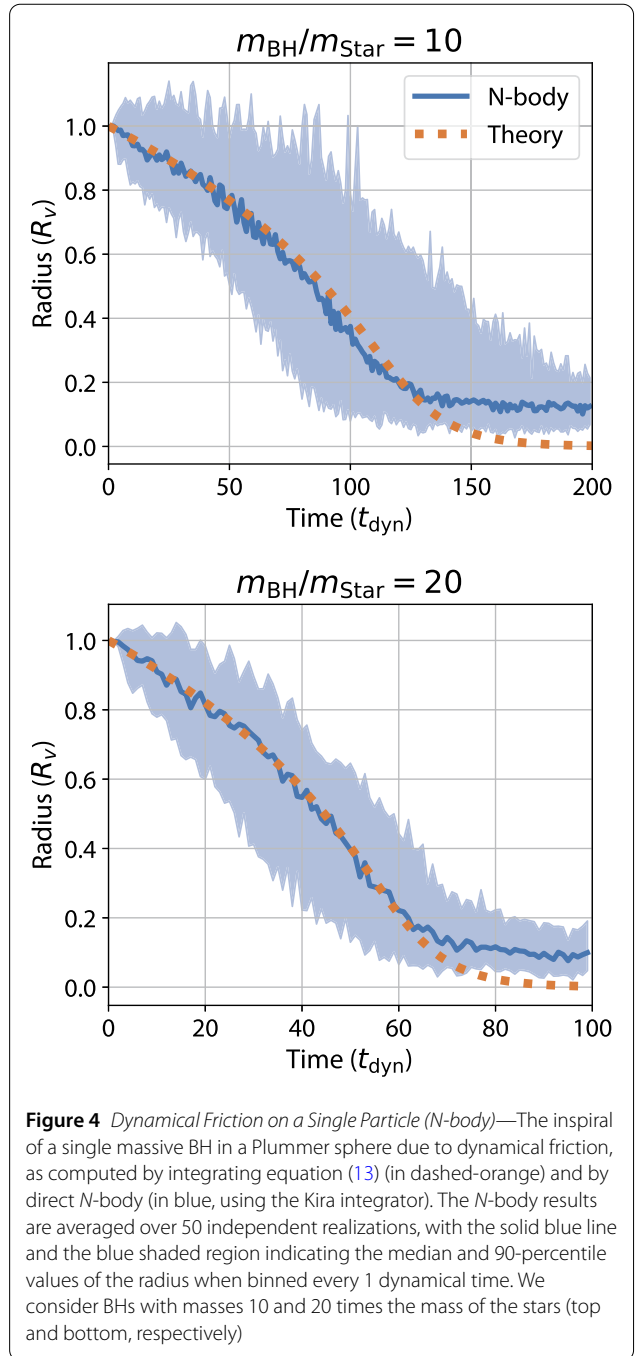 m_BH/m_Star = 10
N-body
Theory
Radius (R_v)
1.0
0.8
0.6
0.4
0.2
0.0
0 50 100 150 200
Time (t_dyn)
m_BH/m_Star = 20
Radius (R_v)
1.0
0.8
0.6
0.4
0.2
0.0
0 20 40 60 80 100
Time (t_dyn)
Figure 4 Dynamical Friction on a Single Particle (N-body)—The inspiral
of a single massive BH in a Plummer sphere due to dynamical friction,
as computed by integrating equation (13) (in dashed-orange) and by
direct N-body (in blue, using the Kira integrator). The N-body results
are averaged over 50 independent realizations, with the solid blue line
and the blue shaded region indicating the median and 90-percentile
values of the radius when binned every 1 dynamical time. We
consider BHs with masses 10 and 20 times the mass of the stars (top
and bottom, respectively)